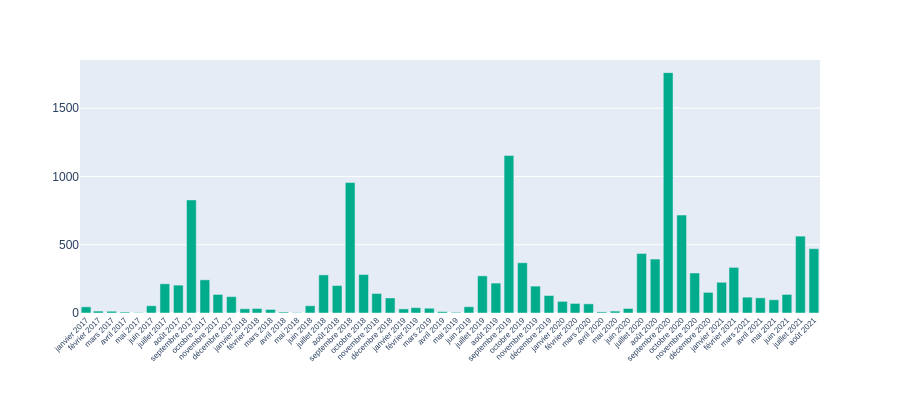 1500
1000
500
0
janvier 2017
février 2017
mars 2017
avril 2017
mai 2017
juin 2017
juillet 2017
août 2017
septembre 2017
octobre 2017
novembre 2017
décembre 2017
janvier 2018
février 2018
mars 2018
avril 2018
mai 2018
juin 2018
juillet 2018
août 2018
septembre 2018
octobre 2018
novembre 2018
décembre 2018
janvier 2019
février 2019
mars 2019
avril 2019
mai 2019
juin 2019
juillet 2019
août 2019
septembre 2019
octobre 2019
novembre 2019
décembre 2019
janvier 2020
février 2020
mars 2020
avril 2020
mai 2020
juin 2020
juillet 2020
août 2020
septembre 2020
octobre 2020
novembre 2020
décembre 2020
janvier 2021
février 2021
mars 2021
avril 2021
mai 2021
juin 2021
juillet 2021
août 2021